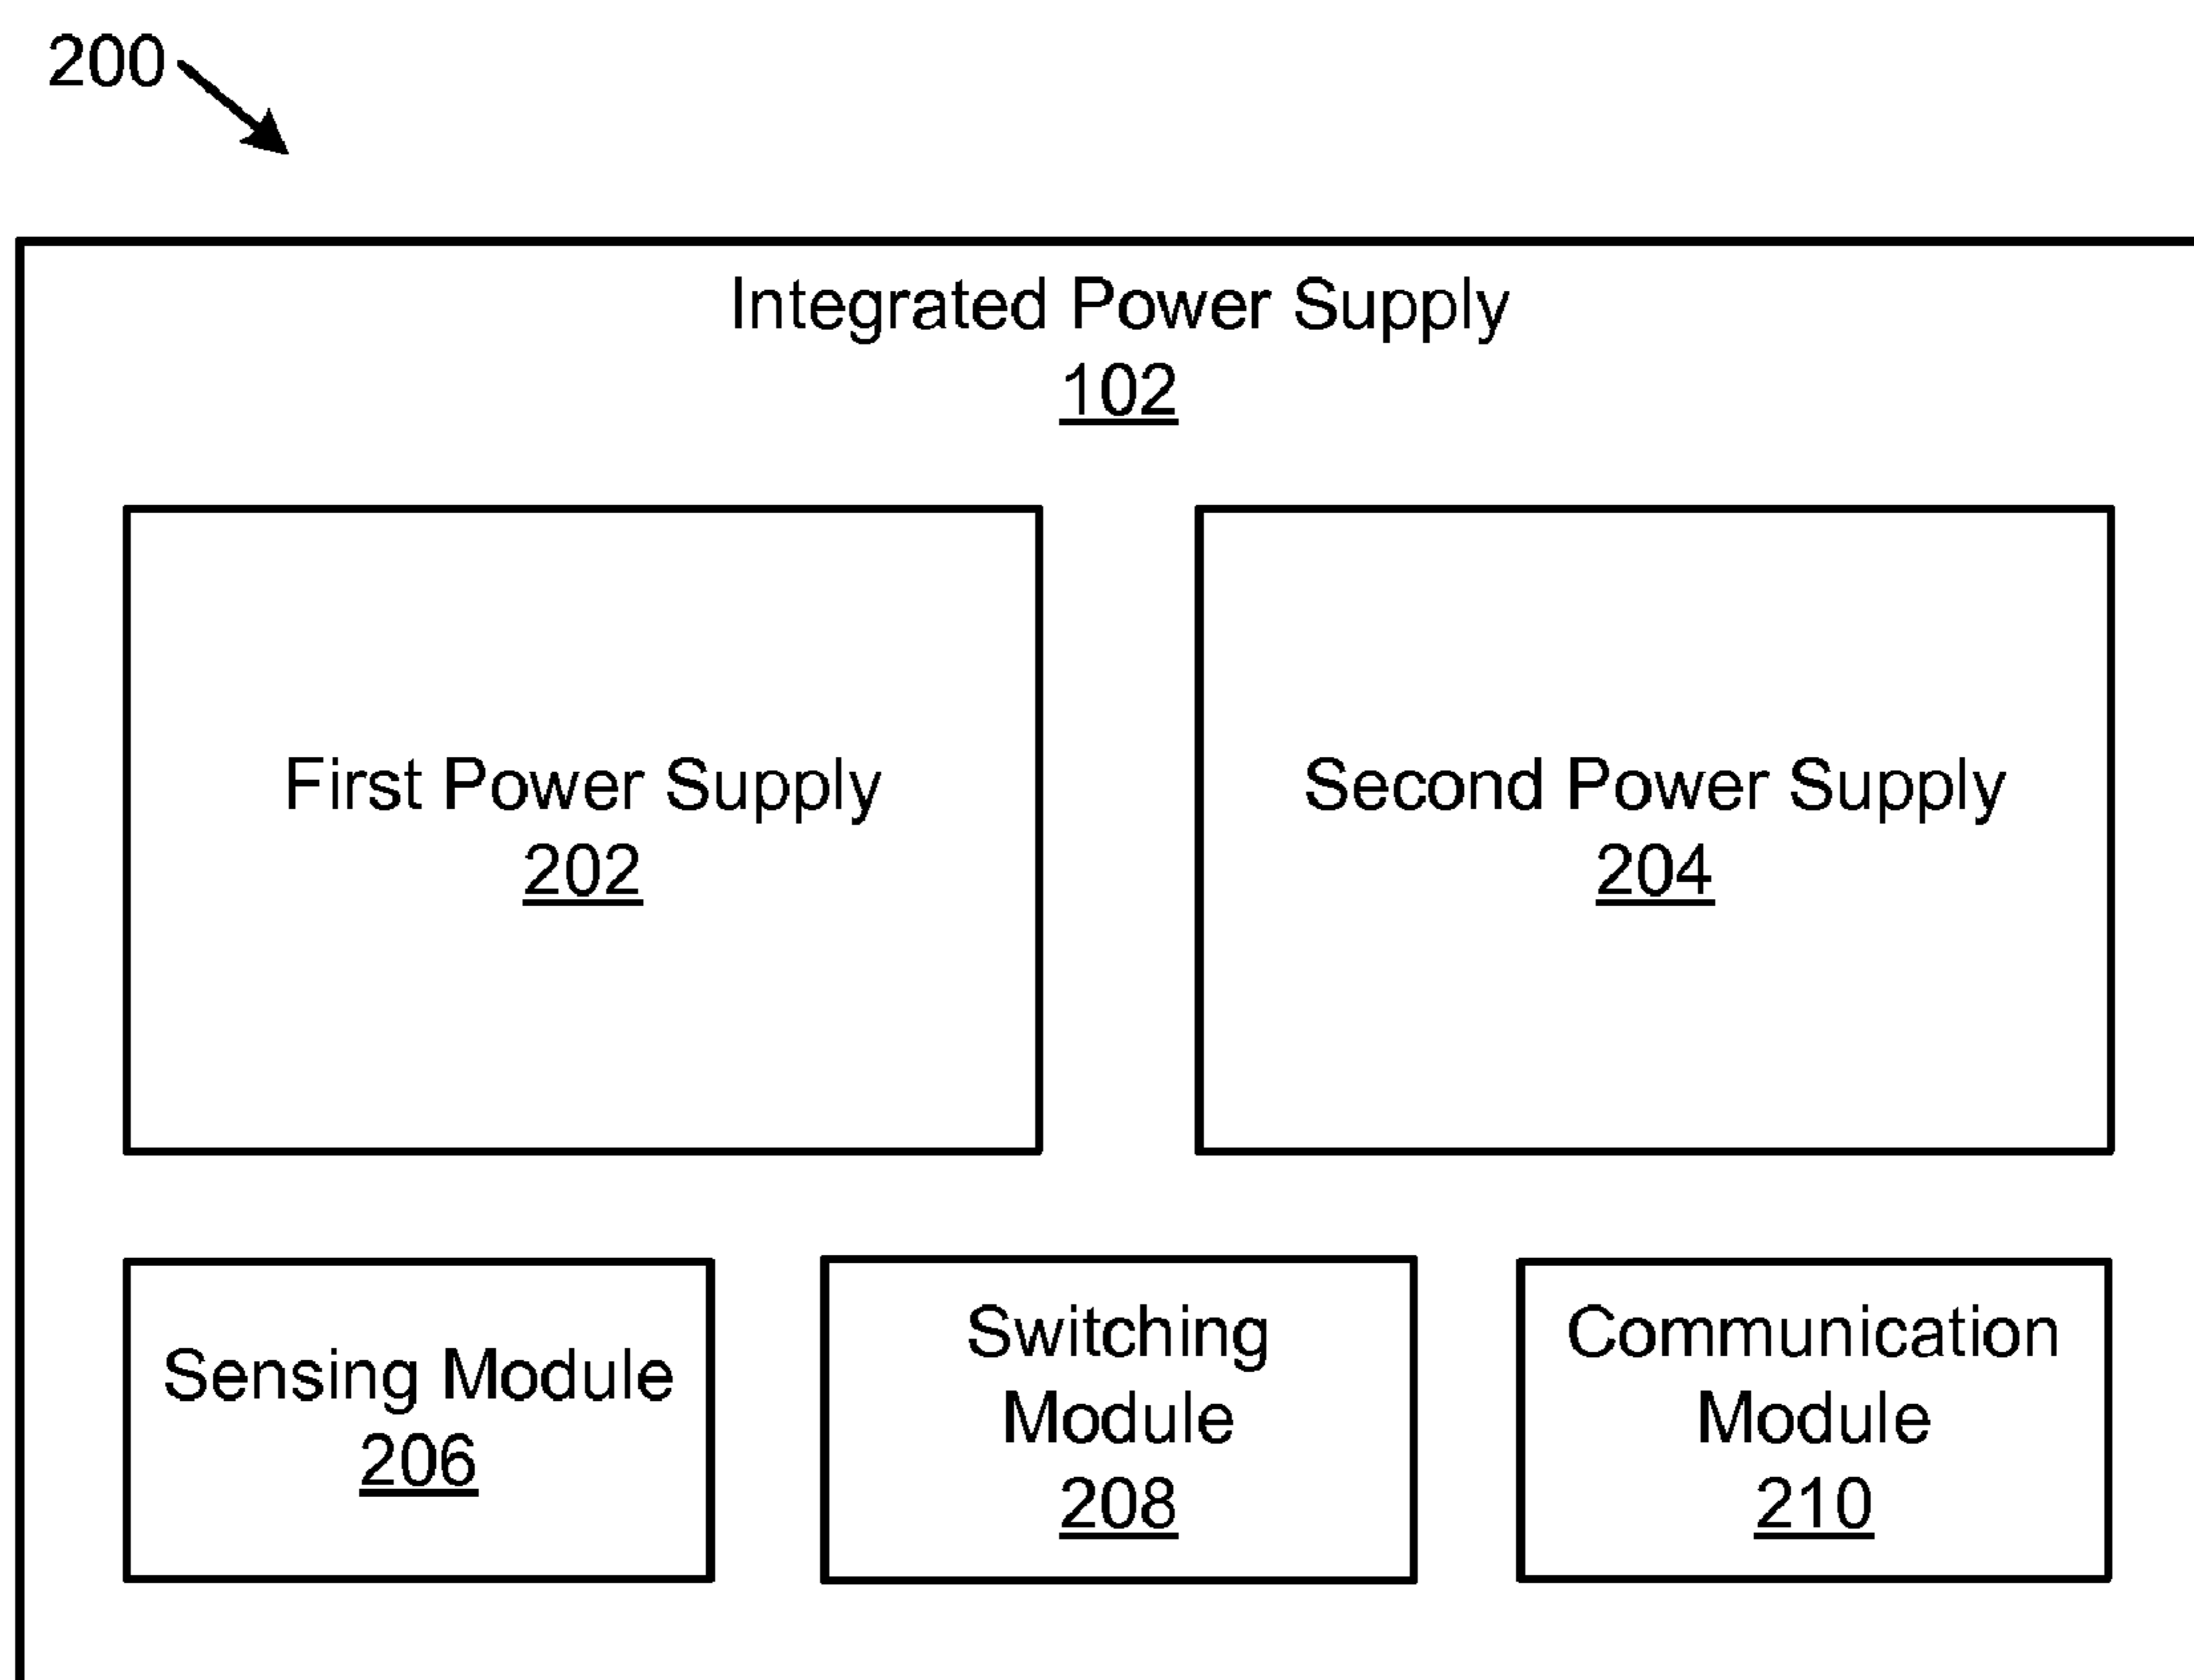 200
Integrated Power Supply
102
First Power Supply
202
Second Power Supply
204
Sensing Module
206
Switching
Module
208
Communication
Module
210